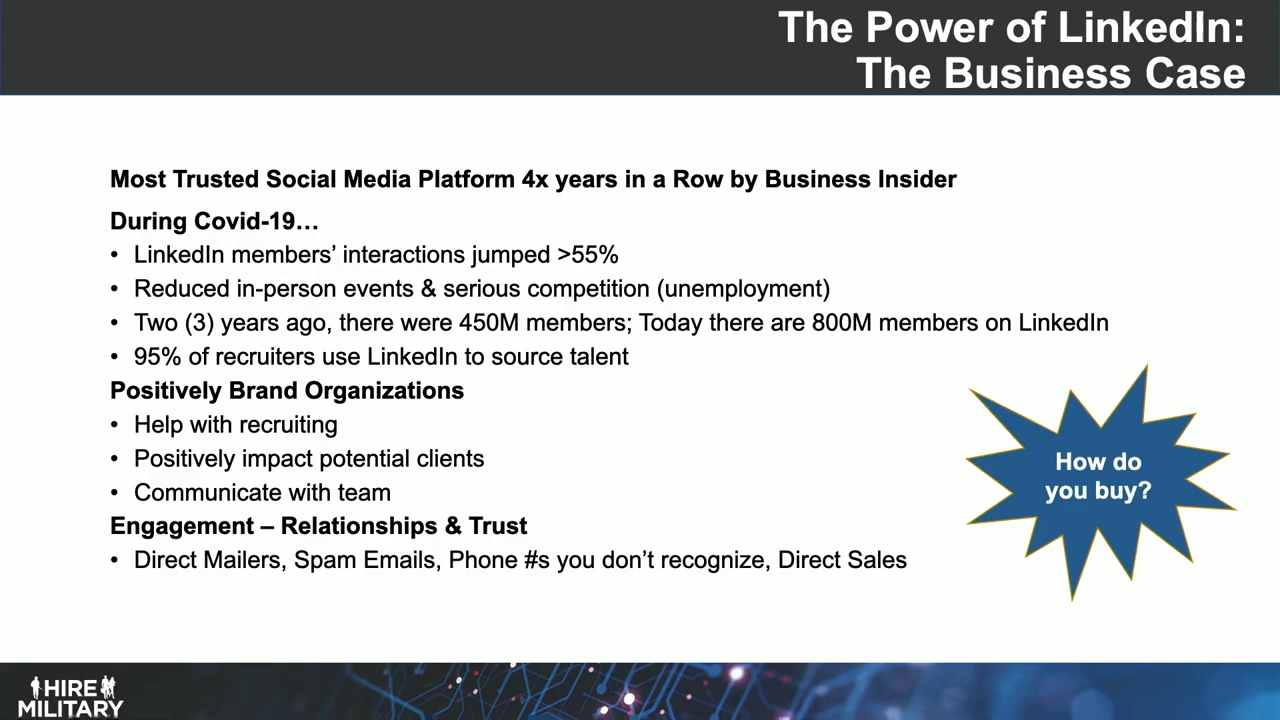 The Power of LinkedIn:
The Business Case
Most Trusted Social Media Platform 4x years in a Row by Business Insider
During Covid-19…
• LinkedIn members’ interactions jumped >55%
• Reduced in-person events & serious competition (unemployment)
• Two (3) years ago, there were 450M members; Today there are 800M members on LinkedIn
• 95% of recruiters use LinkedIn to source talent
Positively Brand Organizations
• Help with recruiting
• Positively impact potential clients
• Communicate with team
Engagement – Relationships & Trust
• Direct Mailers, Spam Emails, Phone #s you don’t recognize, Direct Sales
How do
you buy?
HIRE
MILITARY